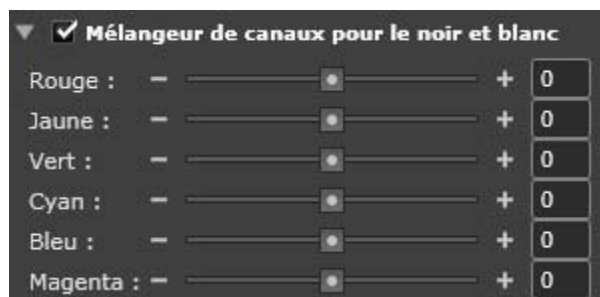 Mélangeur de canaux pour le noir et blanc
Rouge : − + 0
Jaune : − + 0
Vert : − + 0
Cyan : − + 0
Bleu : − + 0
Magenta : − + 0